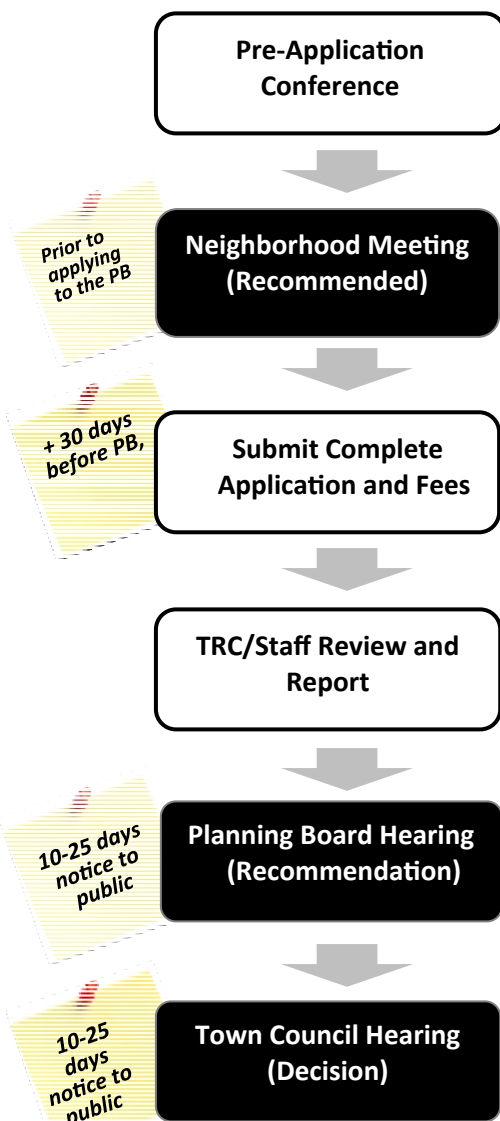 Pre-Application
Conference
Prior to
applying
to the PB
Neighborhood Meeting
(Recommended)
+ 30 days
before PB,
Submit Complete
Application and Fees
TRC/Staff Review and
Report
10-25 days
notice to
public
Planning Board Hearing
(Recommendation)
10-25
days
notice to
public
Town Council Hearing
(Decision)